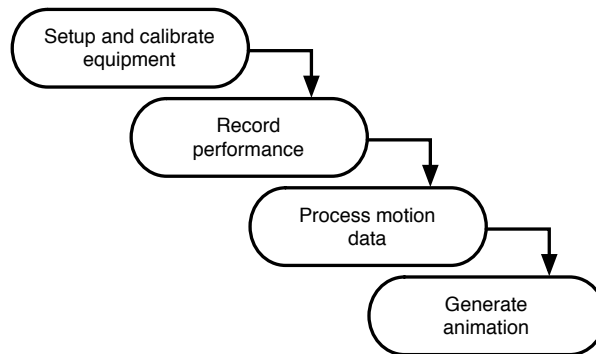 Setup and calibrate
equipment
Record
performance
Process motion
data
Generate
animation